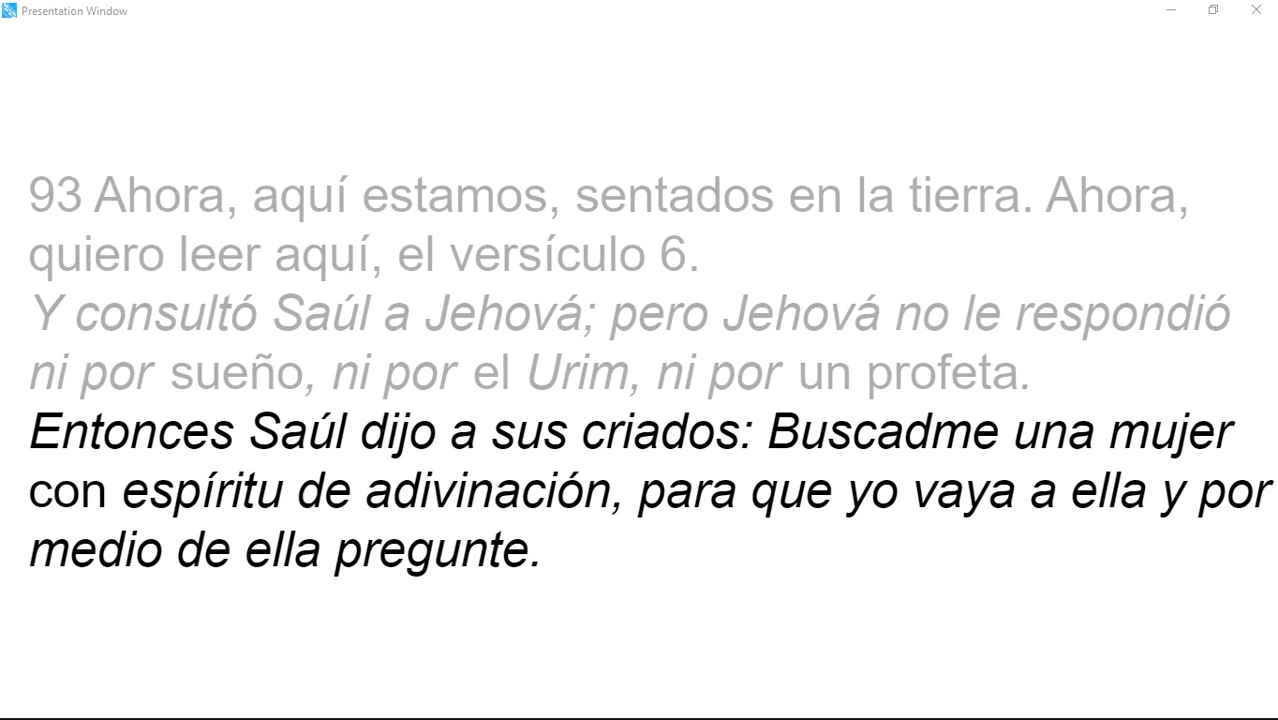 Presentation Window
93 Ahora, aquí estamos, sentados en la tierra. Ahora,
quiero leer aquí, el versículo 6.
Y consultó Saúl a Jehová; pero Jehová no le respondió
ni por sueño, ni por el Urim, ni por un profeta.
Entonces Saúl dijo a sus criados: Buscadme una mujer
con espíritu de adivinación, para que yo vaya a ella y por
medio de ella pregunte.